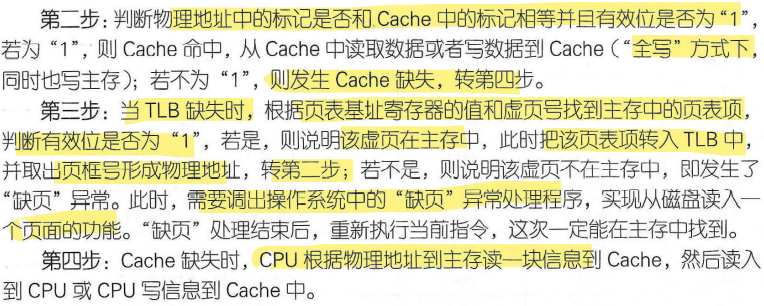 第二步：判断物理地址中的标记是否和 Cache 中的标记相等并且有效位是否为“1”，
若为“1”，则 Cache 命中，从 Cache 中读取数据或者写数据到 Cache（“全写”方式下，
同时也写主存）；若不为“1”，则发生 Cache 缺失，转第四步。
第三步：当 TLB 缺失时，根据页表基址寄存器的值和虚页号找到主存中的页表项，
判断有效位是否为“1”，若是，则说明该虚页在主存中，此时把该页表项转入 TLB 中，
并取出页框号形成物理地址，转第二步；若不是，则说明该虚页不在主存中，即发生了
“缺页”异常。此时，需要调出操作系统中的“缺页”异常处理程序，实现从磁盘读入一
个页面的功能。“缺页”处理结束后，重新执行当前指令，这次一定能在主存中找到。
第四步：Cache 缺失时，CPU 根据物理地址到主存读一块信息到 Cache，然后读入
到 CPU 或 CPU 写信息到 Cache 中。